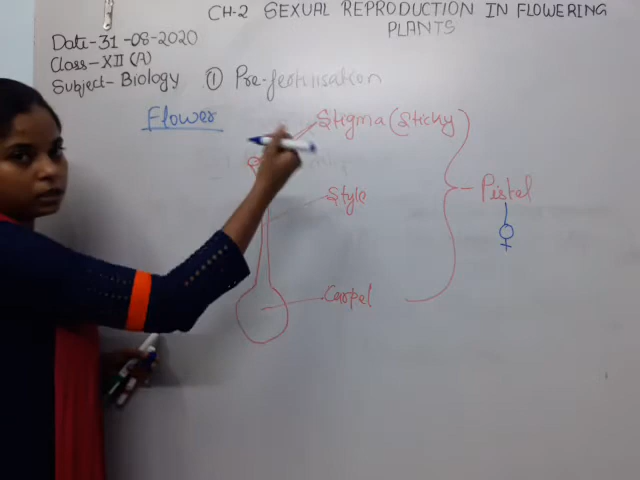 CH-2 SEXUAL REPRODUCTION IN FLOWERING
PLANTS
Date-31-08-2020
Class-XII (A)
Subject-Biology
① Pre-fertilisation
Flower
Stigma (Sticky)
Style
Pistal
♀
Carpel